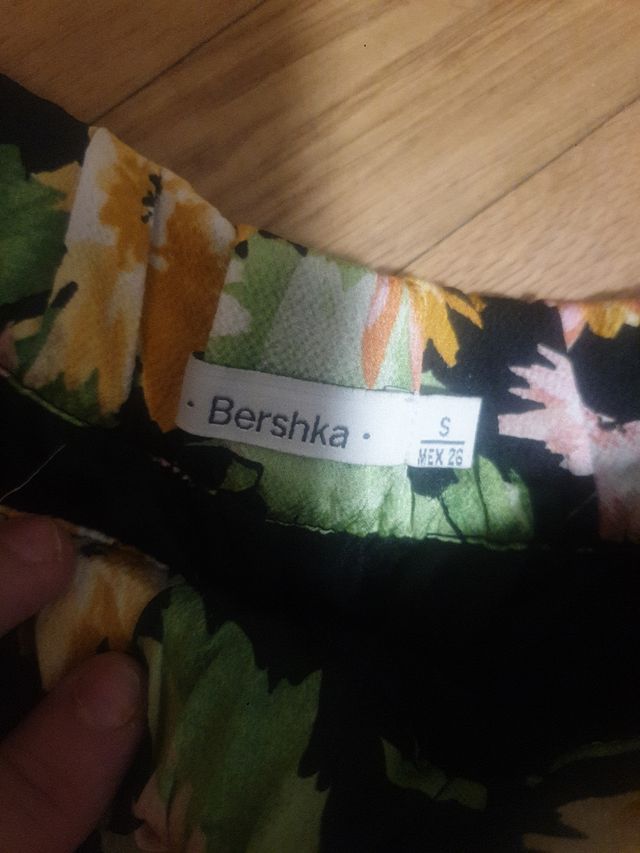 · Bershka ·
S
MEX 26